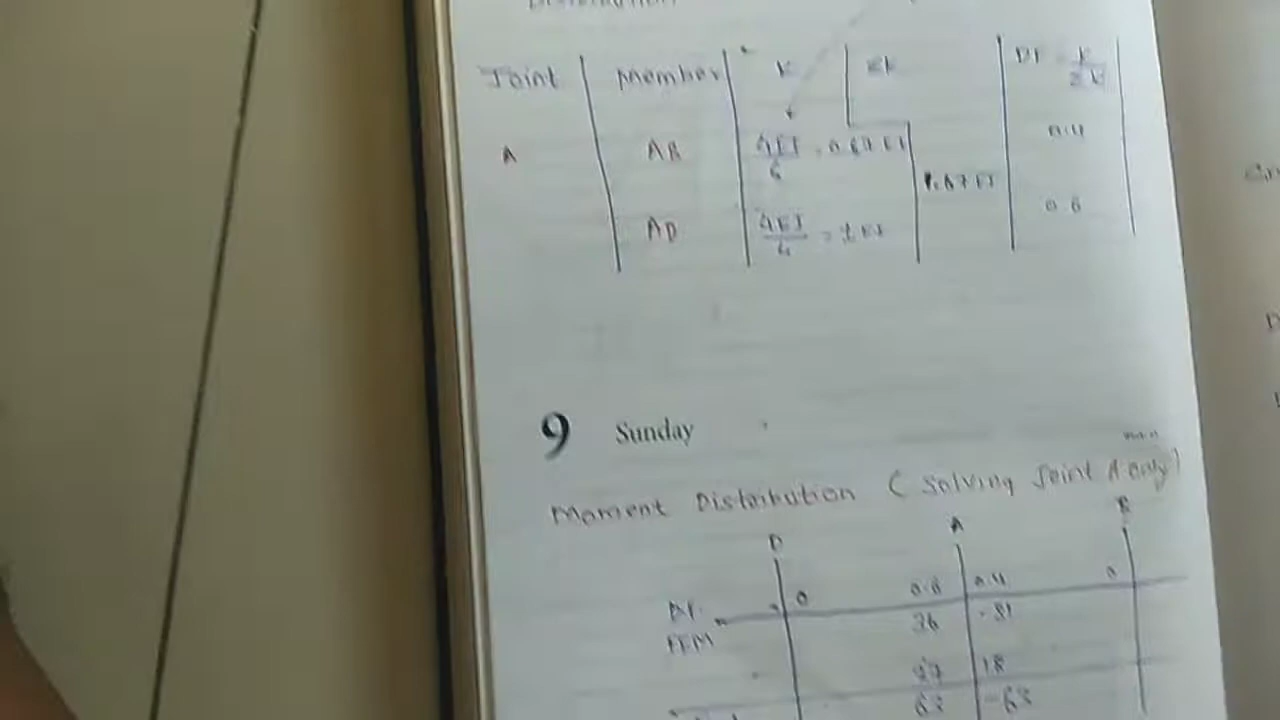 Distribution
Joint Member K ΣK DF = K/ΣK
A AB 4EI/6 = 0.67EI 0.4
1.67EI
AD 4EI/4 = 1EI 0.6
9 Sunday
Moment Distribution ( Solving Joint A only)
D A B
DF. 0 0.6 0.4 0
FEM 36 -81
27 18
63 -63